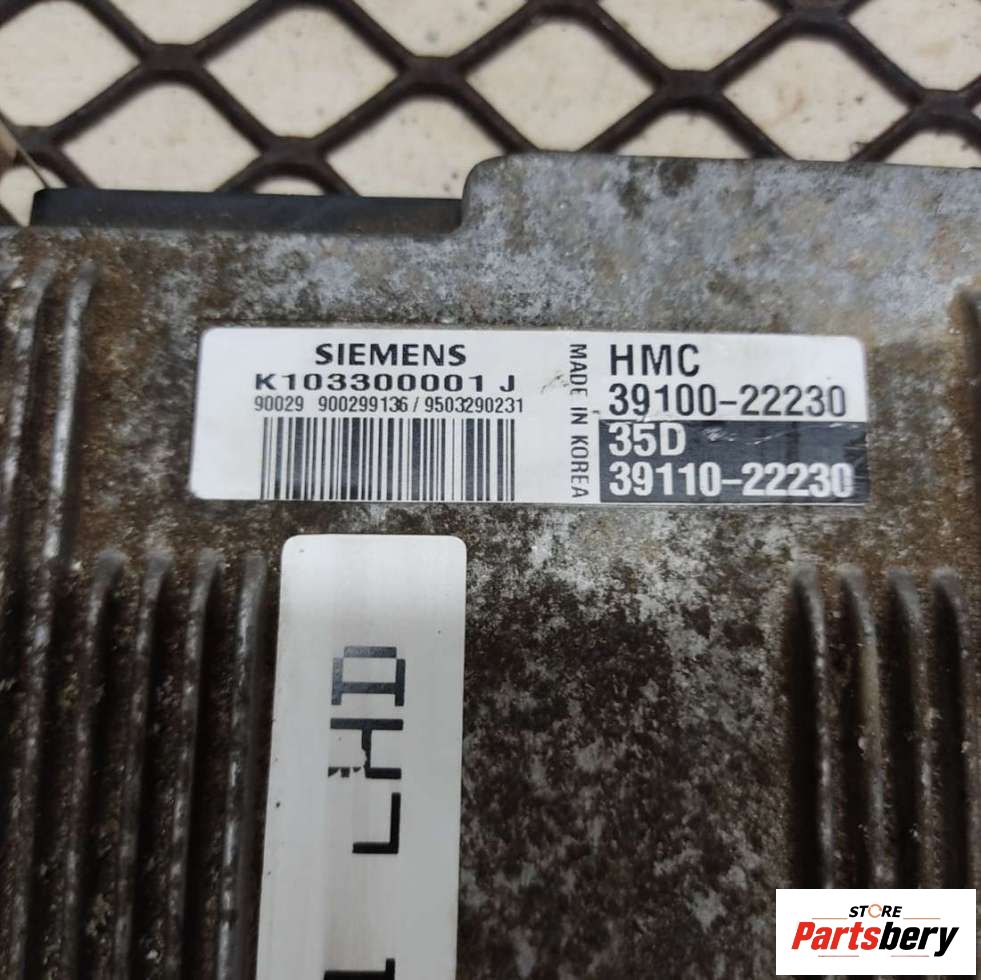 SIEMENS
K103300001 J
90029 900299136 / 9503290231
MADE IN KOREA
HMC
39100-22230
35D
39110-22230
STORE
Partsbery